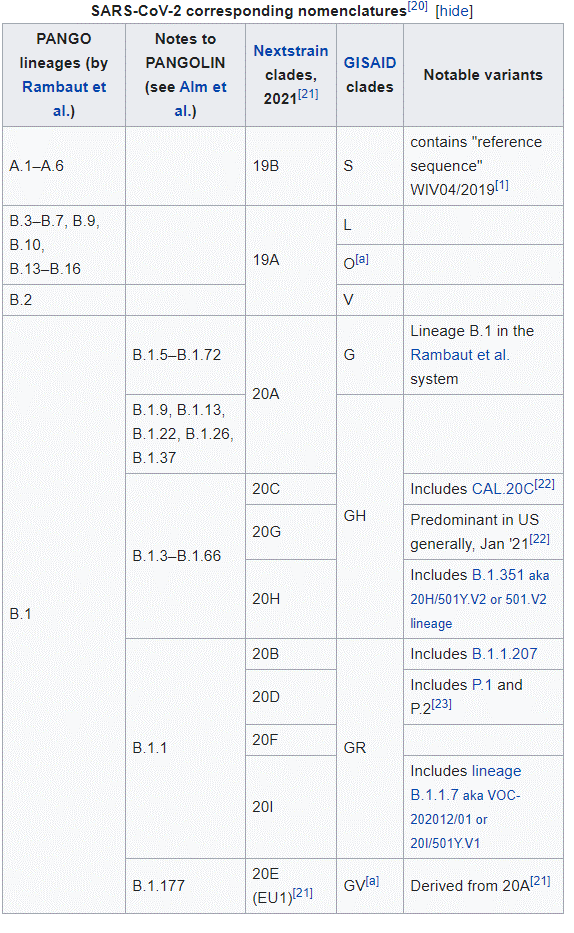 SARS-CoV-2 corresponding nomenclatures[20] [hide]
PANGO
lineages (by
Rambaut et
al.)
Notes to
PANGOLIN
(see Alm et
al.)
Nextstrain
clades,
2021[21]
GISAID
clades
Notable variants
A.1–A.6
19B
S
contains "reference
sequence"
WIV04/2019[1]
B.3–B.7, B.9,
B.10,
B.13–B.16
19A
L
O[a]
B.2
V
B.1
B.1.5–B.1.72
20A
G
Lineage B.1 in the
Rambaut et al.
system
B.1.9, B.1.13,
B.1.22, B.1.26,
B.1.37
GH
B.1.3–B.1.66
20C
Includes CAL.20C[22]
20G
Predominant in US
generally, Jan '21[22]
20H
Includes B.1.351 aka
20H/501Y.V2 or 501.V2
lineage
B.1.1
20B
GR
Includes B.1.1.207
20D
Includes P.1 and
P.2[23]
20F
20I
Includes lineage
B.1.1.7 aka VOC-
202012/01 or
20I/501Y.V1
B.1.177
20E
(EU1)[21]
GV[a]
Derived from 20A[21]